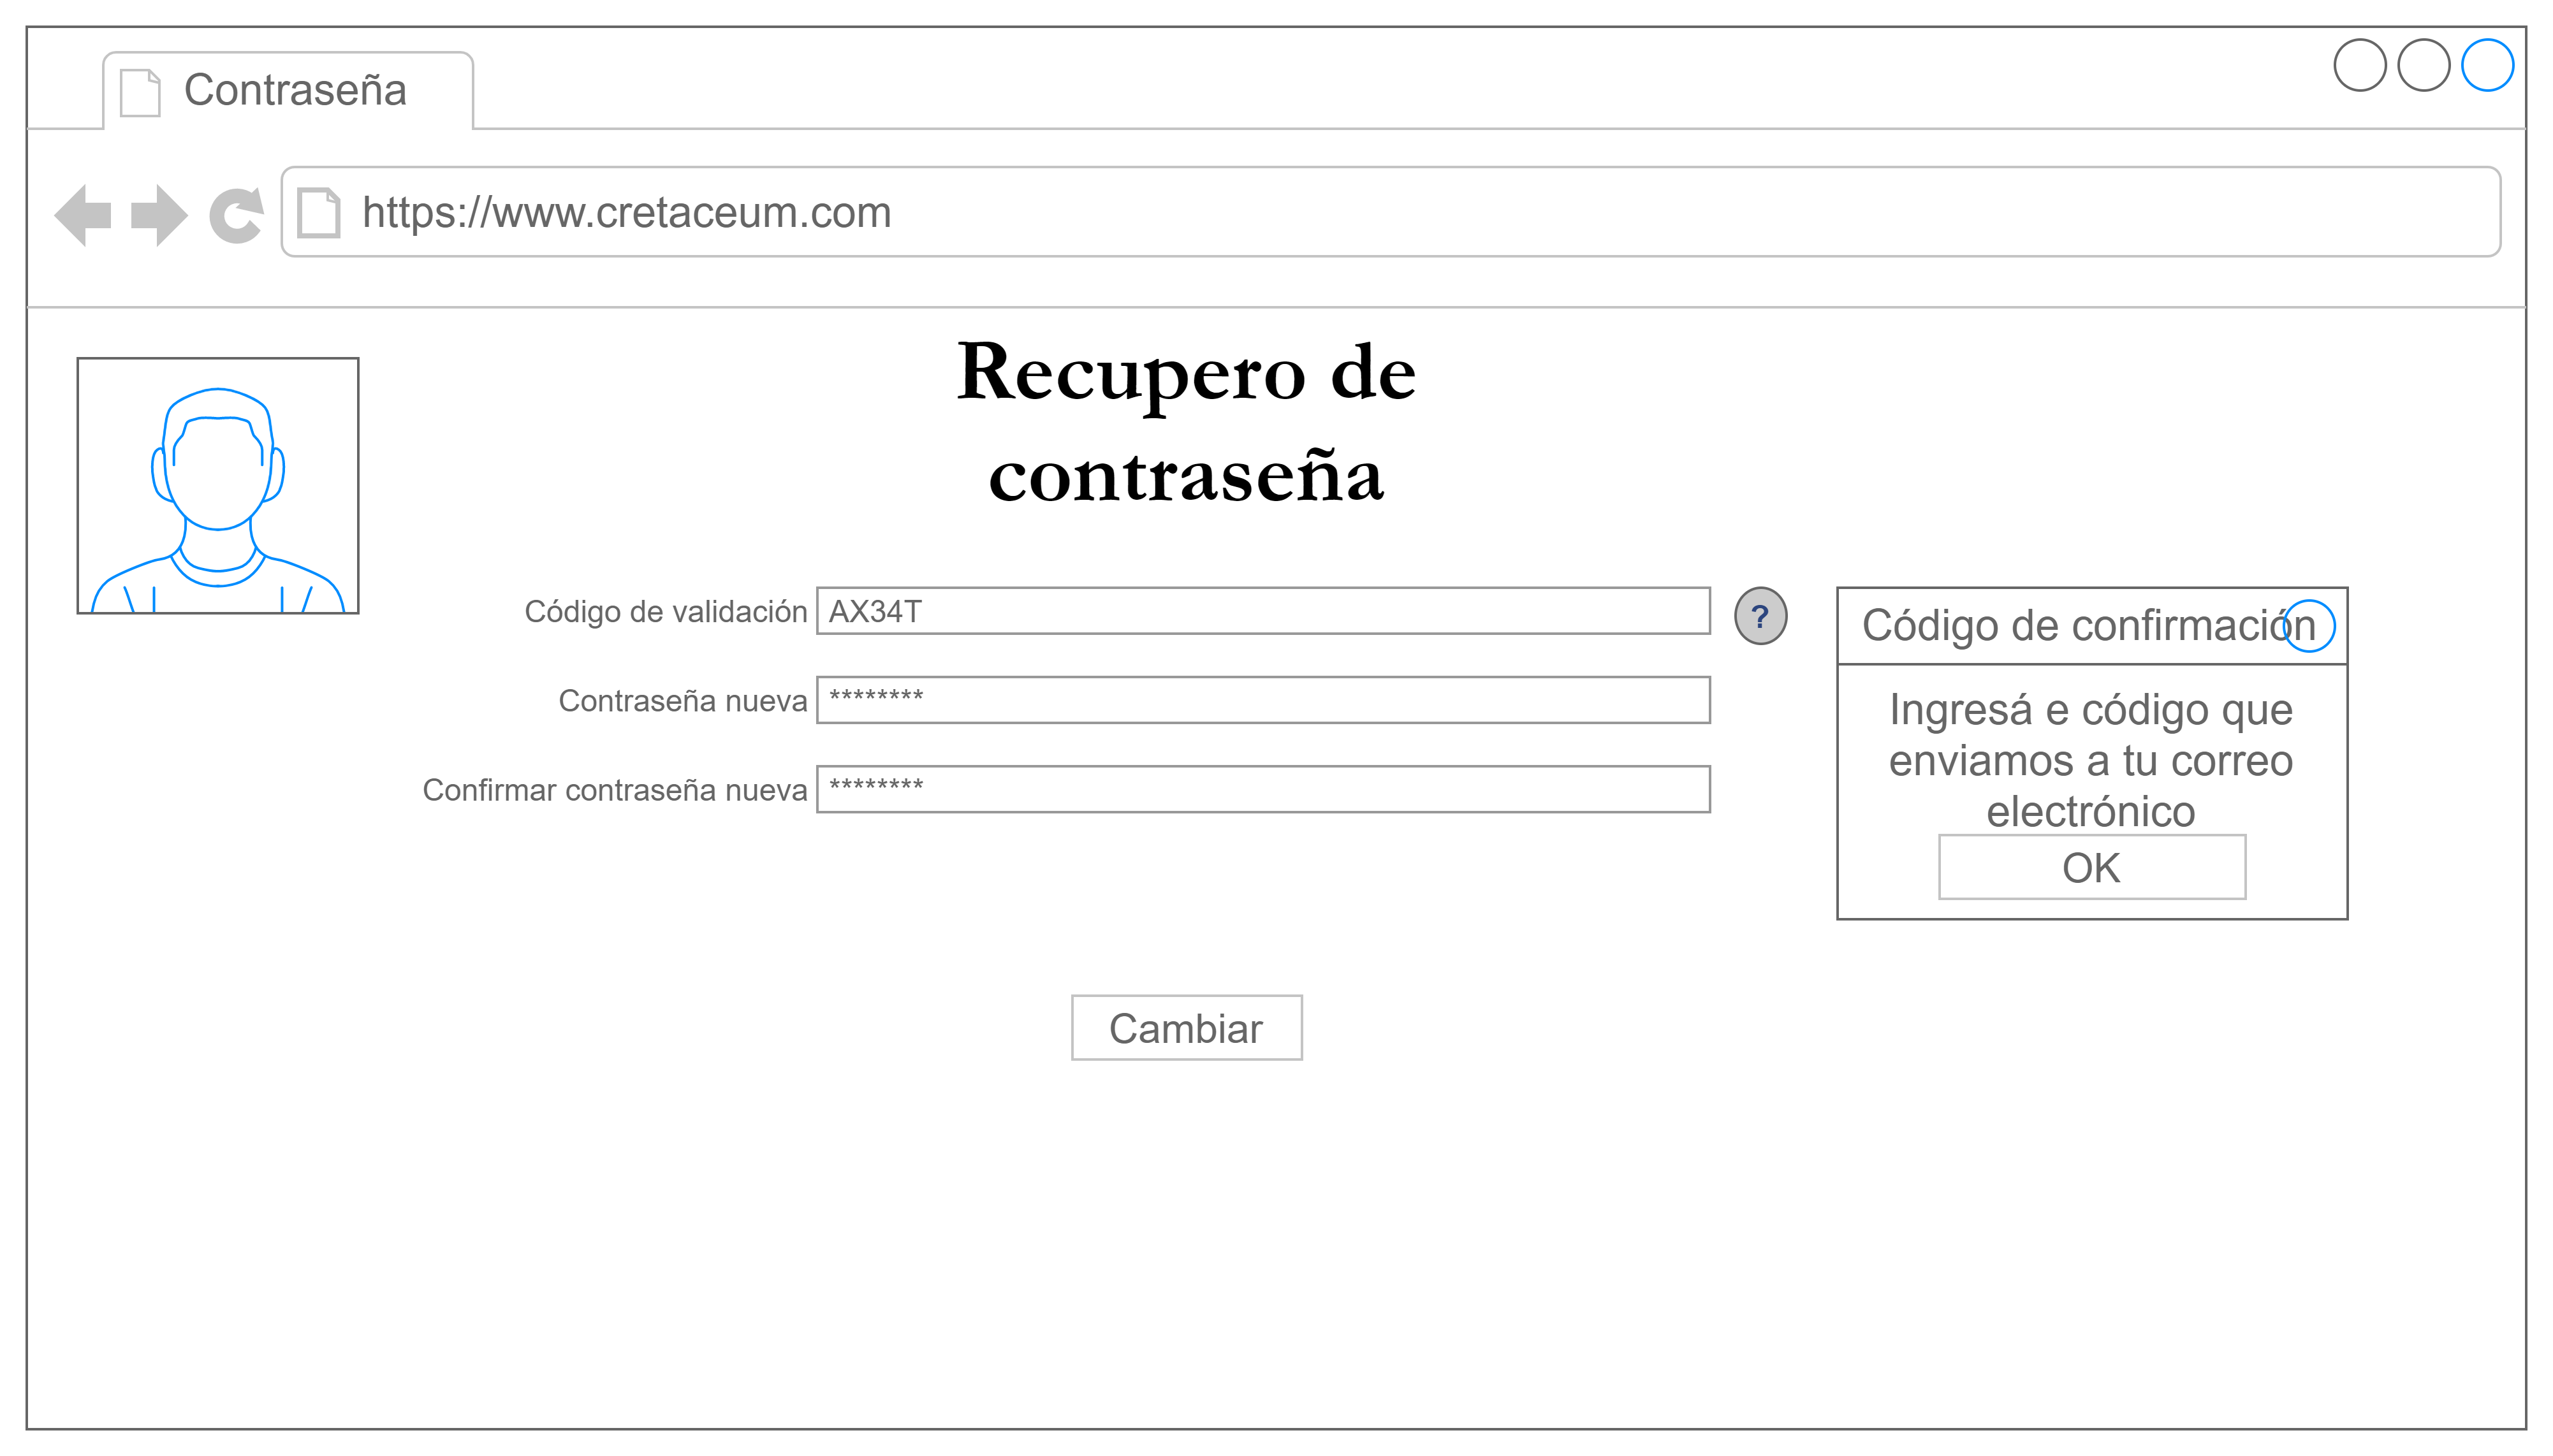 Contraseña
https://www.cretaceum.com
Recupero de
contraseña
Código de validación
AX34T
?
Contraseña nueva
********
Confirmar contraseña nueva
********
Código de confirmación
Ingresá e código que
enviamos a tu correo
electrónico
OK
Cambiar